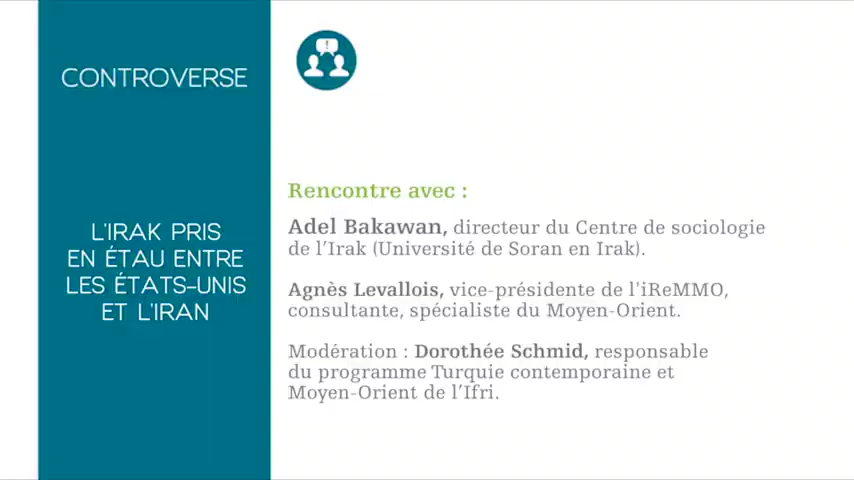 CONTROVERSE
L'IRAK PRIS
EN ÉTAU ENTRE
LES ÉTATS-UNIS
ET L'IRAN
Rencontre avec :
Adel Bakawan, directeur du Centre de sociologie
de l'Irak (Université de Soran en Irak).
Agnès Levallois, vice-présidente de l'iReMMO,
consultante, spécialiste du Moyen-Orient.
Modération : Dorothée Schmid, responsable
du programme Turquie contemporaine et
Moyen-Orient de l'Ifri.